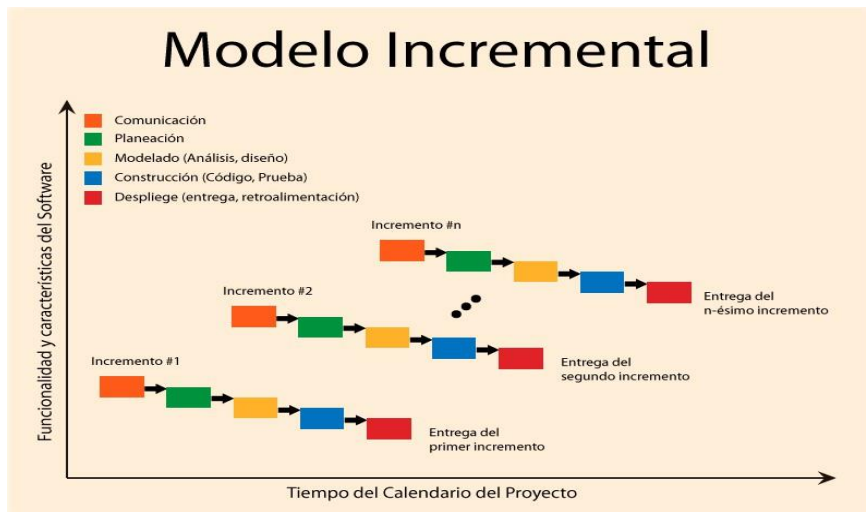 Modelo Incremental
Funcionalidad y características del Software
Comunicación
Planeación
Modelado (Análisis, diseño)
Construcción (Código, Prueba)
Despliege (entrega, retroalimentación)
Incremento #n
Entrega del
n-ésimo incremento
Incremento #2
Entrega del
segundo incremento
Incremento #1
Entrega del
primer incremento
Tiempo del Calendario del Proyecto